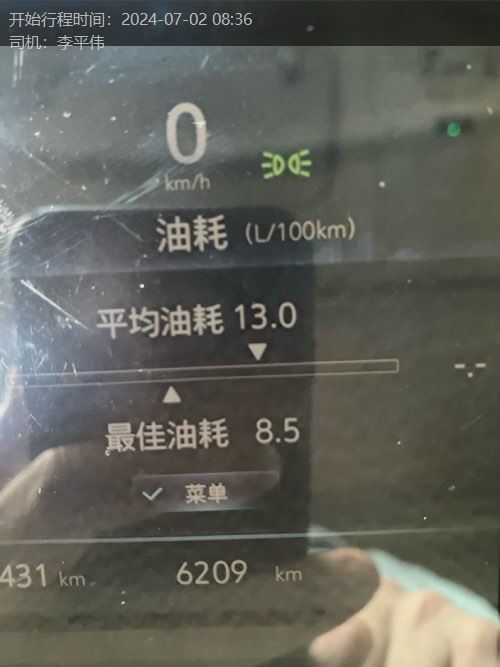 开始行程时间：2024-07-02 08:36
司机：李平伟
0
km/h
油耗 (L/100km)
平均油耗 13.0
-.-
最佳油耗 8.5
菜单
431 km 6209 km